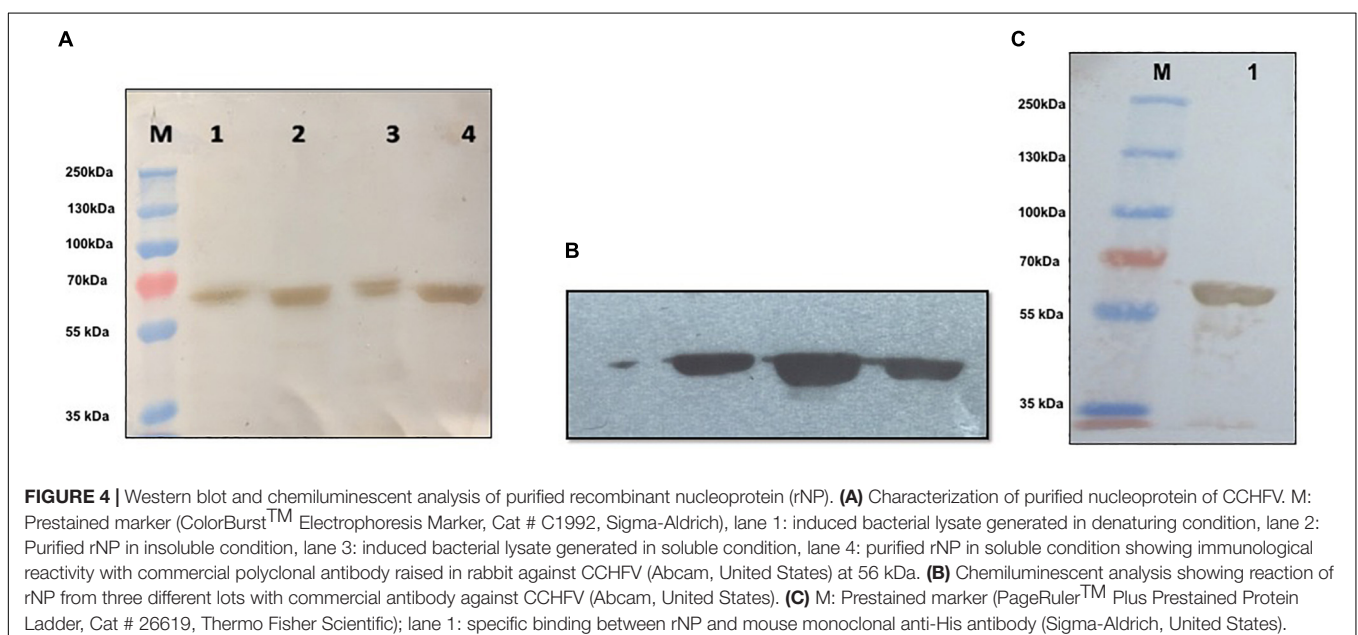 A
M 1 2 3 4
250kDa
130kDa
100kDa
70kDa
55 kDa
35 kDa
B
C
M 1
250kDa
130kDa
100kDa
70kDa
55 kDa
35 kDa
FIGURE 4 | Western blot and chemiluminescent analysis of purified recombinant nucleoprotein (rNP). (A) Characterization of purified nucleoprotein of CCHFV. M:
Prestained marker (ColorBurst™ Electrophoresis Marker, Cat # C1992, Sigma-Aldrich), lane 1: induced bacterial lysate generated in denaturing condition, lane 2:
Purified rNP in insoluble condition, lane 3: induced bacterial lysate generated in soluble condition, lane 4: purified rNP in soluble condition showing immunological
reactivity with commercial polyclonal antibody raised in rabbit against CCHFV (Abcam, United States) at 56 kDa. (B) Chemiluminescent analysis showing reaction of
rNP from three different lots with commercial antibody against CCHFV (Abcam, United States). (C) M: Prestained marker (PageRuler™ Plus Prestained Protein
Ladder, Cat # 26619, Thermo Fisher Scientific); lane 1: specific binding between rNP and mouse monoclonal anti-His antibody (Sigma-Aldrich, United States).